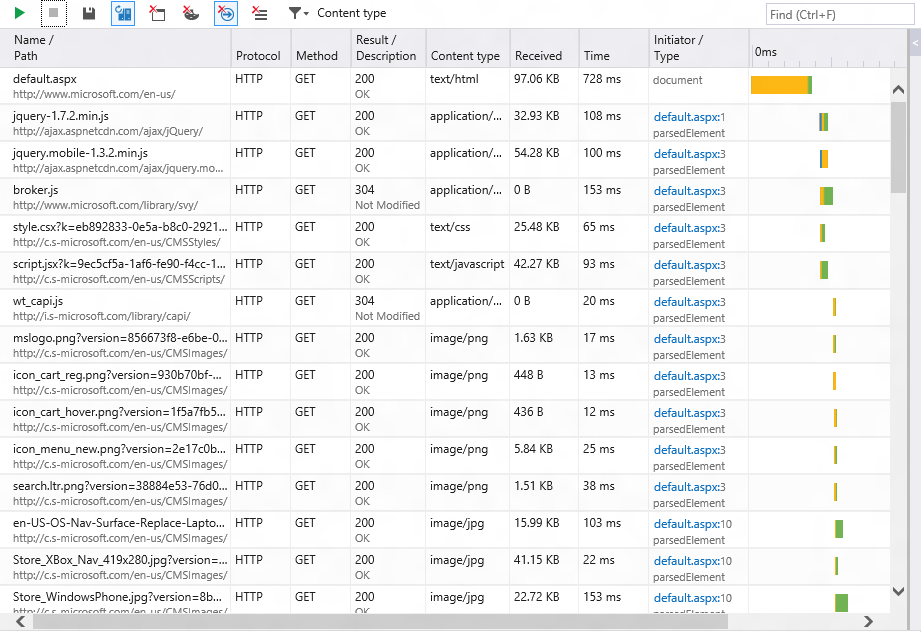 Content type
Find (Ctrl+F)
Name / Path Protocol Method Result / Description Content type Received Time Initiator / Type 0ms
default.aspx HTTP GET 200 text/html 97.06 KB 728 ms document
http://www.microsoft.com/en-us/ OK
jquery-1.7.2.min.js HTTP GET 200 application/... 32.93 KB 108 ms default.aspx:1
http://ajax.aspnetcdn.com/ajax/jQuery/ OK parsedElement
jquery.mobile-1.3.2.min.js HTTP GET 200 application/... 54.28 KB 100 ms default.aspx:3
http://ajax.aspnetcdn.com/ajax/jquery.mo... OK parsedElement
broker.js HTTP GET 304 application/... 0 B 153 ms default.aspx:3
http://www.microsoft.com/library/svy/ Not Modified parsedElement
style.csx?k=eb892833-0e5a-b8c0-2921... HTTP GET 200 text/css 25.48 KB 65 ms default.aspx:3
http://c.s-microsoft.com/en-us/CMSStyles/ OK parsedElement
script.jsx?k=9ec5cf5a-1af6-fe90-f4cc-1... HTTP GET 200 text/javascript 42.27 KB 93 ms default.aspx:3
http://c.s-microsoft.com/en-us/CMSScripts/ OK parsedElement
wt_capi.js HTTP GET 304 application/... 0 B 20 ms default.aspx:3
http://i.s-microsoft.com/library/capi/ Not Modified parsedElement
mslogo.png?version=856673f8-e6be-0... HTTP GET 200 image/png 1.63 KB 17 ms default.aspx:3
http://c.s-microsoft.com/en-us/CMSImages/ OK parsedElement
icon_cart_reg.png?version=930b70bf-... HTTP GET 200 image/png 448 B 13 ms default.aspx:3
http://c.s-microsoft.com/en-us/CMSImages/ OK parsedElement
icon_cart_hover.png?version=1f5a7fb5... HTTP GET 200 image/png 436 B 12 ms default.aspx:3
http://c.s-microsoft.com/en-us/CMSImages/ OK parsedElement
icon_menu_new.png?version=2e17c0b... HTTP GET 200 image/png 5.84 KB 25 ms default.aspx:3
http://c.s-microsoft.com/en-us/CMSImages/ OK parsedElement
search.ltr.png?version=38884e53-76d0... HTTP GET 200 image/png 1.51 KB 38 ms default.aspx:3
http://c.s-microsoft.com/en-us/CMSImages/ OK parsedElement
en-US-OS-Nav-Surface-Replace-Lapto... HTTP GET 200 image/jpg 15.99 KB 103 ms default.aspx:10
http://c.s-microsoft.com/en-us/CMSImages/ OK parsedElement
Store_XBox_Nav_419x280.jpg?version=... HTTP GET 200 image/jpg 41.15 KB 22 ms default.aspx:10
http://c.s-microsoft.com/en-us/CMSImages/ OK parsedElement
Store_WindowsPhone.jpg?version=8b... HTTP GET 200 image/jpg 22.72 KB 153 ms default.aspx:10
http://c.s-microsoft.com/en-us/CMSImages/ OK parsedElement